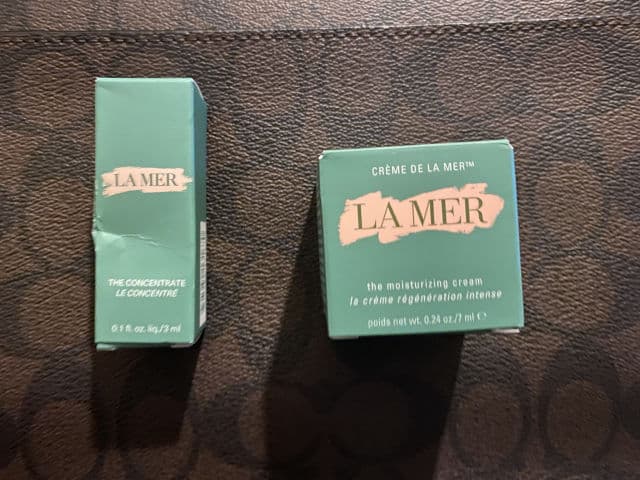 LA MER
THE CONCENTRATE
LE CONCENTRÉ
0.1 fl. oz. liq./3 ml
CRÈME DE LA MER™
LA MER
the moisturizing cream
la crème régénération intense
poids net wt. 0.24 oz./7 ml ℮